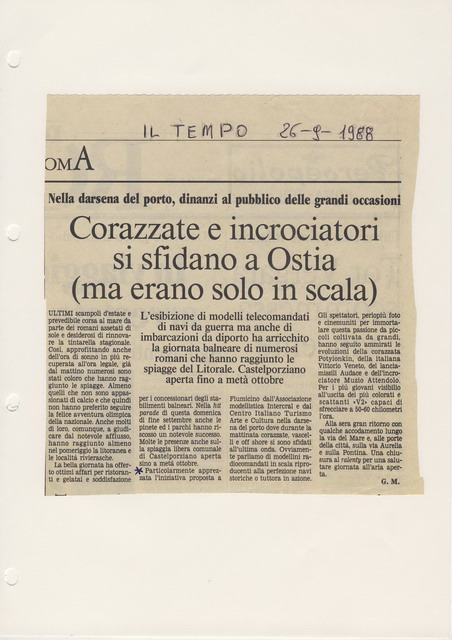 IL TEMPO 26-9-1988
OMA
Nella darsena del porto, dinanzi al pubblico delle grandi occasioni
Corazzate e incrociatori
si sfidano a Ostia
(ma erano solo in scala)
ULTIMI scampoli d'estate e
prevedibile corsa al mare da
parte dei romani assetati di
sole e desiderosi di rinnova-
re la tintarella stagionale.
Così, approfittando anche
dell'ora di sonno in più re-
cuperata all'ora legale, già
dal mattino numerosi sono
stati coloro che hanno rag-
giunto le spiagge. Almeno
quelli che non sono appas-
sionati di calcio e che quindi
non hanno preferito seguire
la felice avventura olimpica
della nazionale. Anche molti
di loro, comunque, a giudi-
care dal notevole afflusso,
hanno raggiunto almeno
nel pomeriggio la litoranea e
le località rivierasche.
La bella giornata ha offer-
to ottimi affari per ristoran-
ti e gelatai e soddisfazione
L'esibizione di modelli telecomandati
di navi da guerra ma anche di
imbarcazioni da diporto ha arricchito
la giornata balneare di numerosi
romani che hanno raggiunto le
spiagge del Litorale. Castelporziano
aperta fino a metà ottobre
per i concessionari degli sta-
bilimenti balneari. Nella hit
parade di questa domenica
di fine settembre anche le
pinete ed i parchi hanno ri-
scosso un notevole successo.
Molte le presenze anche sul-
la spiaggia libera comunale
di Castelporziano aperta
sino a metà ottobre.
* Particolarmente apprez-
zata l'iniziativa proposta a
Fiumicino dall'Associazione
modellistica Intercral e dal
Centro Italiano Turismo
Arte e Cultura nella darse-
na del porto dove durante la
mattinata corazzate, vascel-
li e off shore si sono sfidati
all'ultima onda. Ovviamen-
te parliamo di modellini ra-
diocomandati in scala ripro-
ducenti alla perfezione navi
storiche o tuttora in azione.
Gli spettatori, perlopiù foto
e cinemuniti per immorta-
lare questa passione da pic-
coli coltivata da grandi,
hanno seguito ammirati le
evoluzioni della corazzata
Potyionkin, della italiana
Vittorio Veneto, del lancia-
missili Audace e dell'incro-
ciatore Muzio Attendolo.
Per i più giovani visibilio
all'uscita dei più colorati e
scattanti «V2» capaci di
sfrecciare a 50-60 chilometri
l'ora.
Alla sera gran ritorno con
qualche accodamento lungo
la via del Mare e, alle porte
della città, su via Aurelia
e sulla Pontina. Una chiu-
sura al ralenty per una salu-
tare giornata all'aria aper-
ta.
G. M.